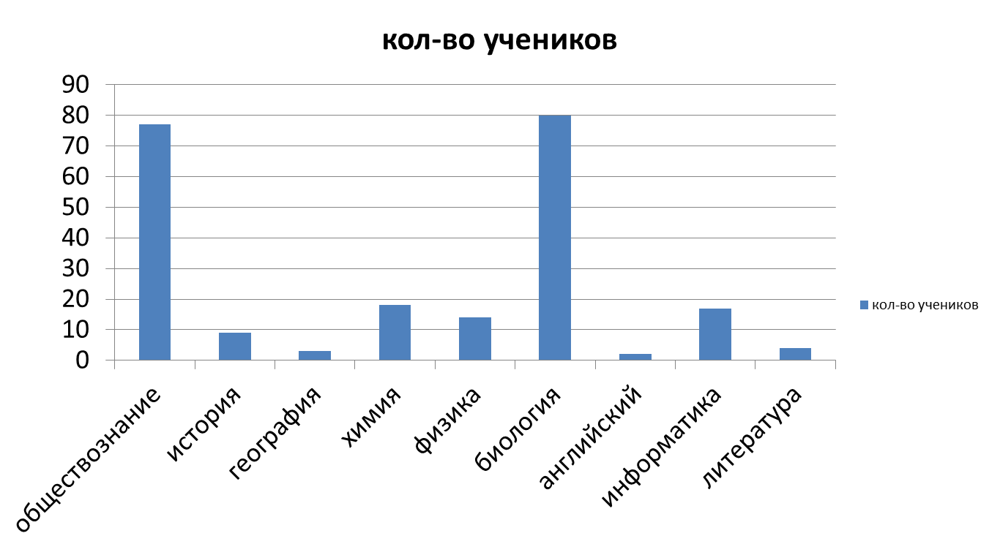 кол-во учеников
90
80
70
60
50
40
30
20
10
0
обществознание
история
география
химия
физика
биология
английский
информатика
литература
кол-во учеников